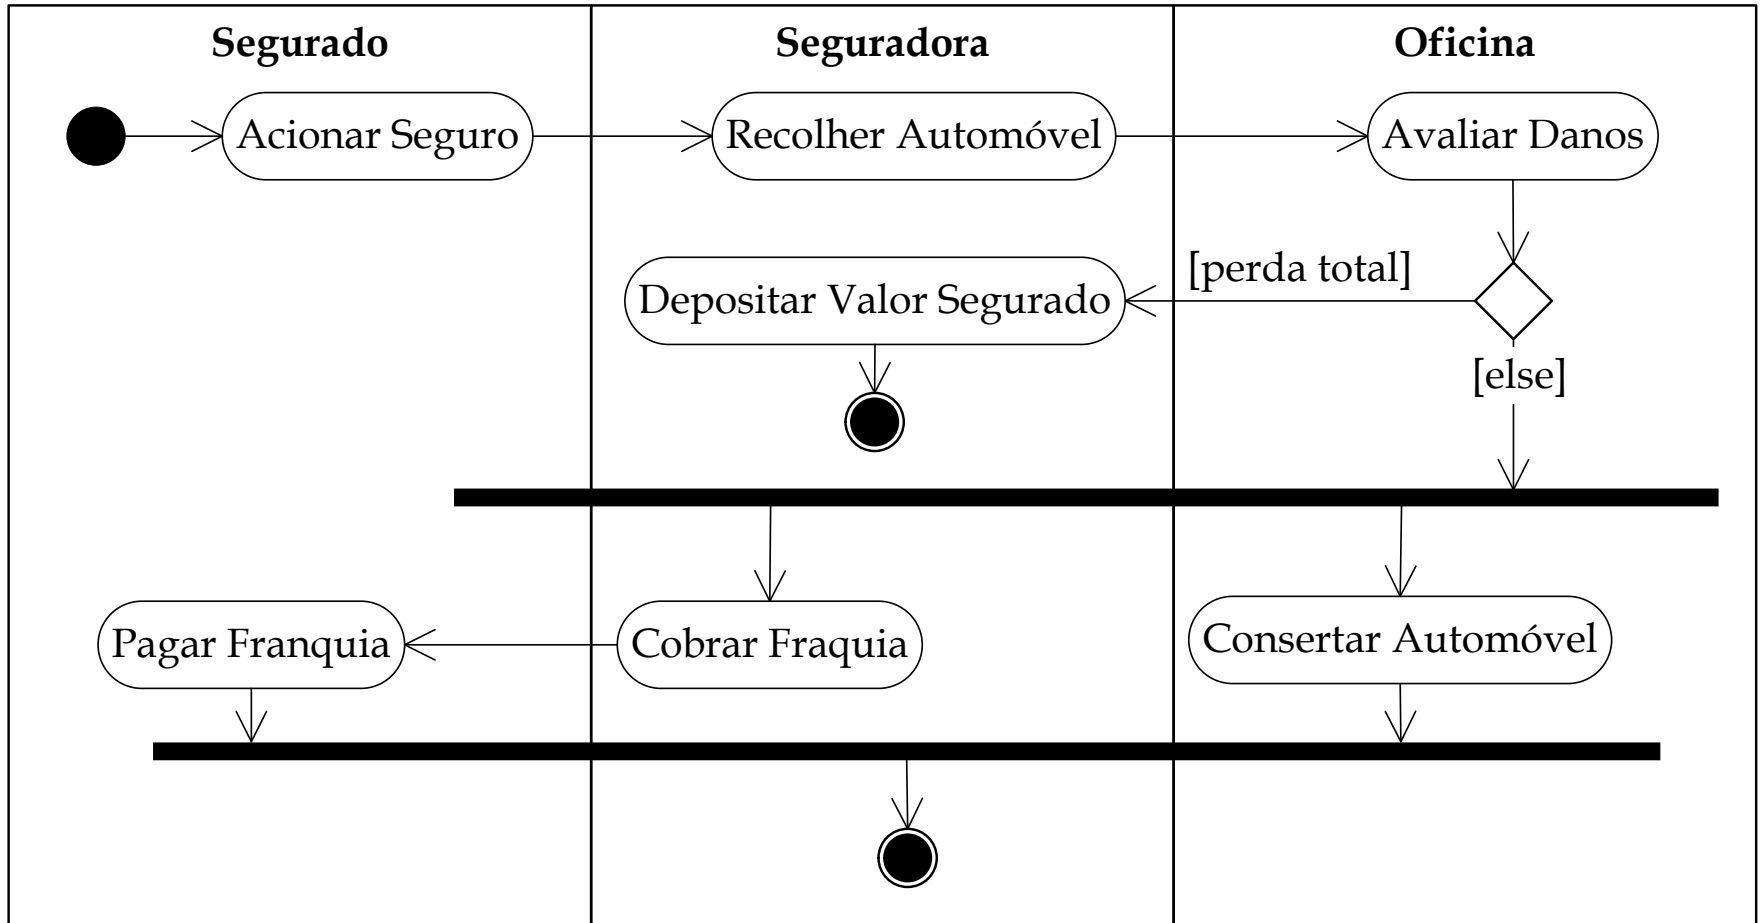 Segurado
Seguradora
Oficina
Acionar Seguro
Recolher Automóvel
Avaliar Danos
[perda total]
Depositar Valor Segurado
[else]
Pagar Franquia
Cobrar Fraquia
Consertar Automóvel